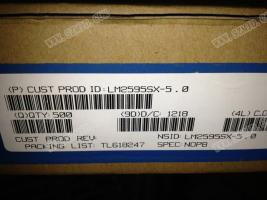 (P) CUST PROD ID: LM2595SX-5.0
(Q)QTY: 500 (9D)D/C: 1218 (4L) C.O
CUST PROD REV: NSID: LM2595SX-5.0
PACKING LIST: TL618247 SPEC: NOPB